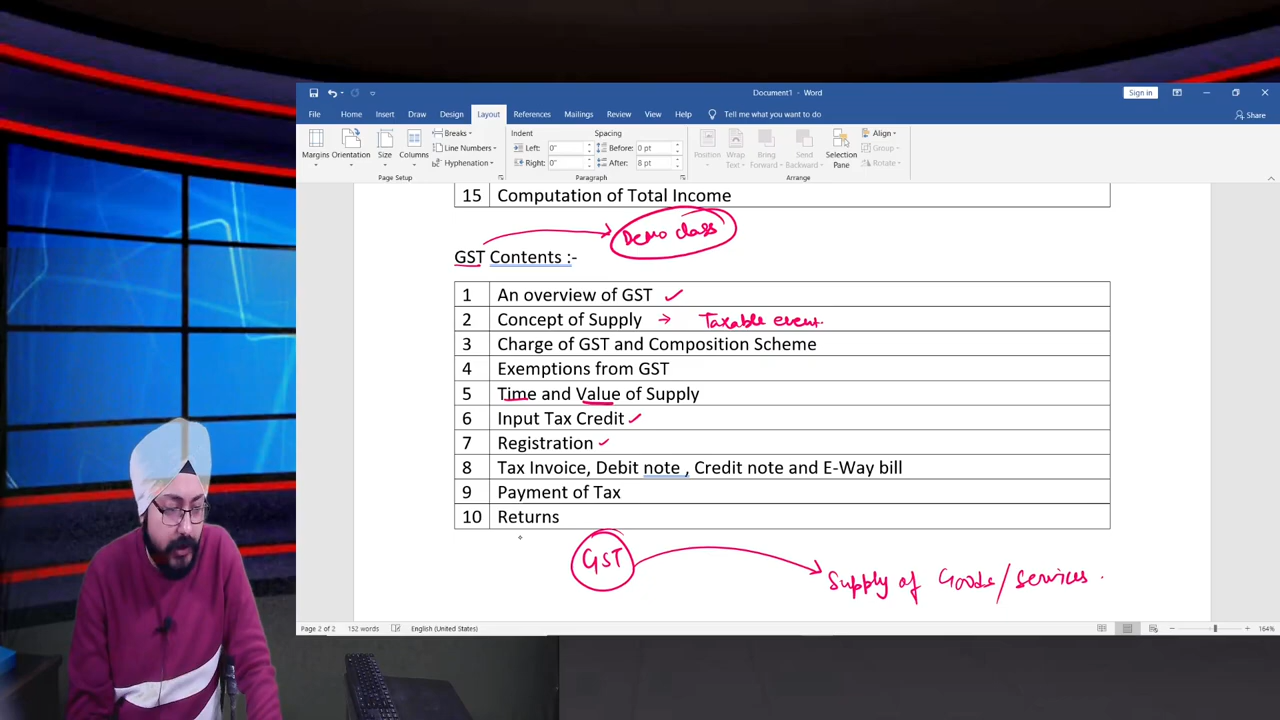 Document1 - Word
Sign in
File Home Insert Draw Design Layout References Mailings Review View Help Tell me what you want to do
Share
Margins Orientation Size Columns
Breaks
Line Numbers
Hyphenation
Page Setup
Indent
Left: 0"
Right: 0"
Spacing
Before: 0 pt
After: 8 pt
Paragraph
Position Wrap Text Bring Forward Send Backward Selection Pane
Align
Group
Rotate
Arrange
15 Computation of Total Income
Demo class
GST Contents :-
1 An overview of GST
2 Concept of Supply → Taxable event.
3 Charge of GST and Composition Scheme
4 Exemptions from GST
5 Time and Value of Supply
6 Input Tax Credit
7 Registration
8 Tax Invoice, Debit note , Credit note and E-Way bill
9 Payment of Tax
10 Returns
GST
Supply of Goods/Services.
Page 2 of 2 152 words English (United States) 164%